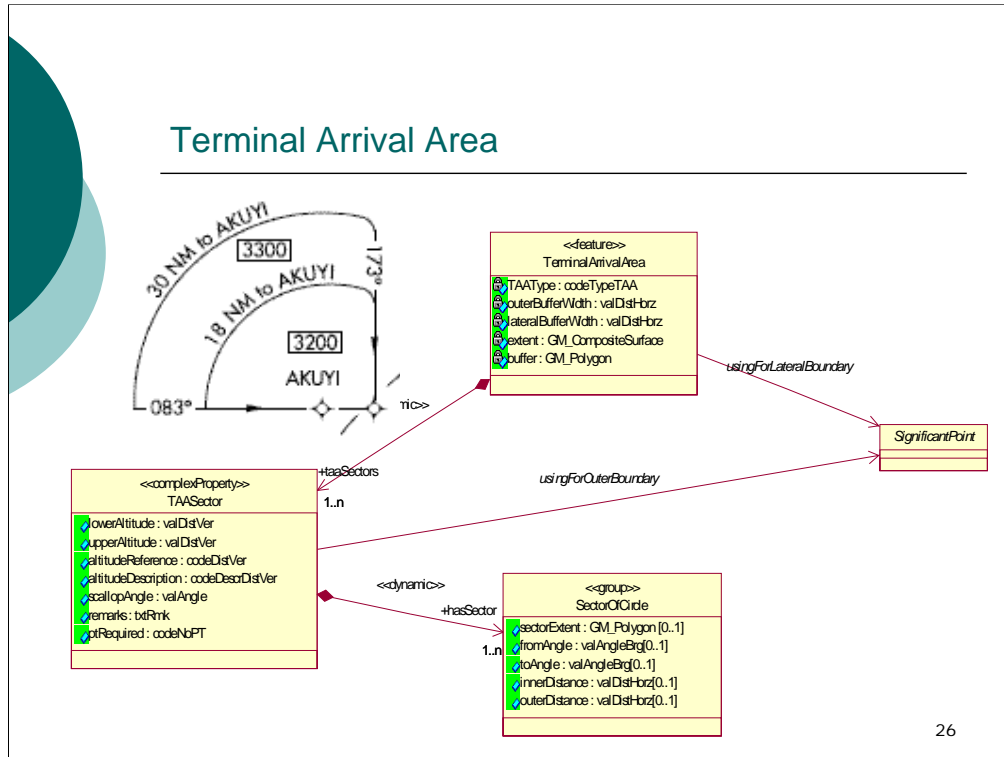 Terminal Arrival Area
30 NM to AKUYI
3300
173°
18 NM to AKUYI
3200
AKUYI
083°
<<feature>>
TerminalArrivalArea
TAAType : codeTypeTAA
outerBufferWidth : valDistHorz
lateralBufferWidth : valDistHorz
extent : GM_CompositeSurface
buffer : GM_Polygon
usingForLateralBoundary
mic>>
SignificantPoint
+taaSectors
1..n
usingForOuterBoundary
<<complexProperty>>
TAASector
lowerAltitude : valDistVer
upperAltitude : valDistVer
altitudeReference : codeDistVer
altitudeDescription : codeDescrDistVer
scallopAngle : valAngle
remarks : txtRmk
ptRequired : codeNoPT
<<dynamic>>
+hasSector
1..n
<<group>>
SectorOfCircle
sectorExtent : GM_Polygon [0..1]
fromAngle : valAngleBrg[0..1]
toAngle : valAngleBrg[0..1]
innerDistance : valDistHorz[0..1]
outerDistance : valDistHorz[0..1]
26